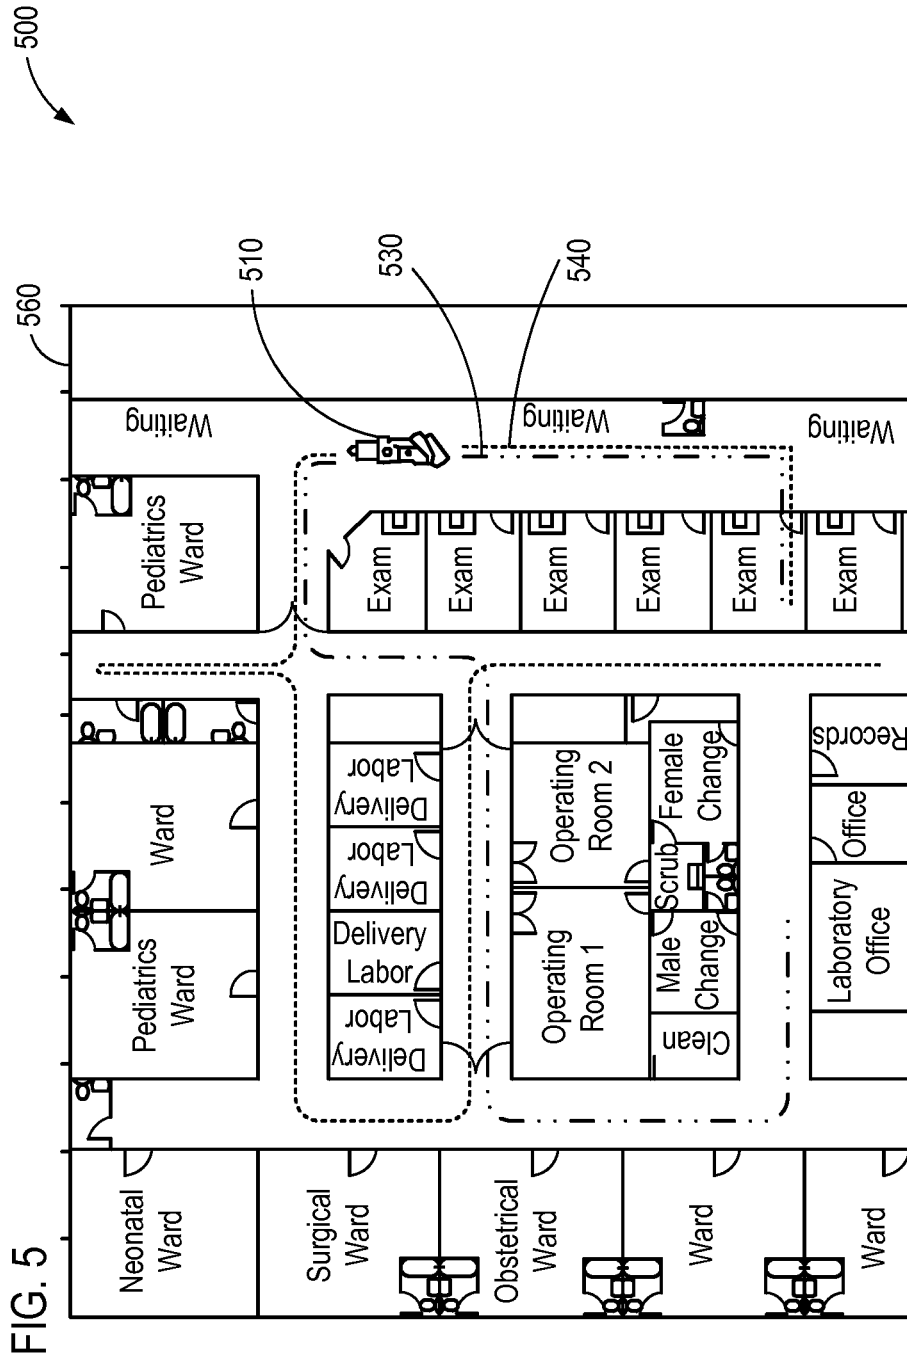 FIG. 5
500
560
510
530
540
Waiting
Waiting
Waiting
Pediatrics
Ward
Exam
Exam
Exam
Exam
Exam
Exam
Ward
Pediatrics
Ward
Labor
Delivery
Labor
Delivery
Delivery
Labor
Labor
Delivery
Operating
Room 2
Operating
Room 1
Female
Change
Scrub
Male
Change
Clean
Records
Office
Laboratory
Office
Neonatal
Ward
Surgical
Ward
Obstetrical
Ward
Ward
Ward